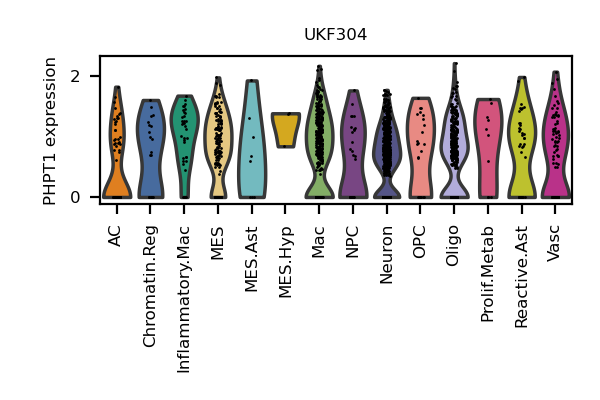 UKF304
PHPT1 expression
2
0
AC
Chromatin.Reg
Inflammatory.Mac
MES
MES.Ast
MES.Hyp
Mac
NPC
Neuron
OPC
Oligo
Prolif.Metab
Reactive.Ast
Vasc